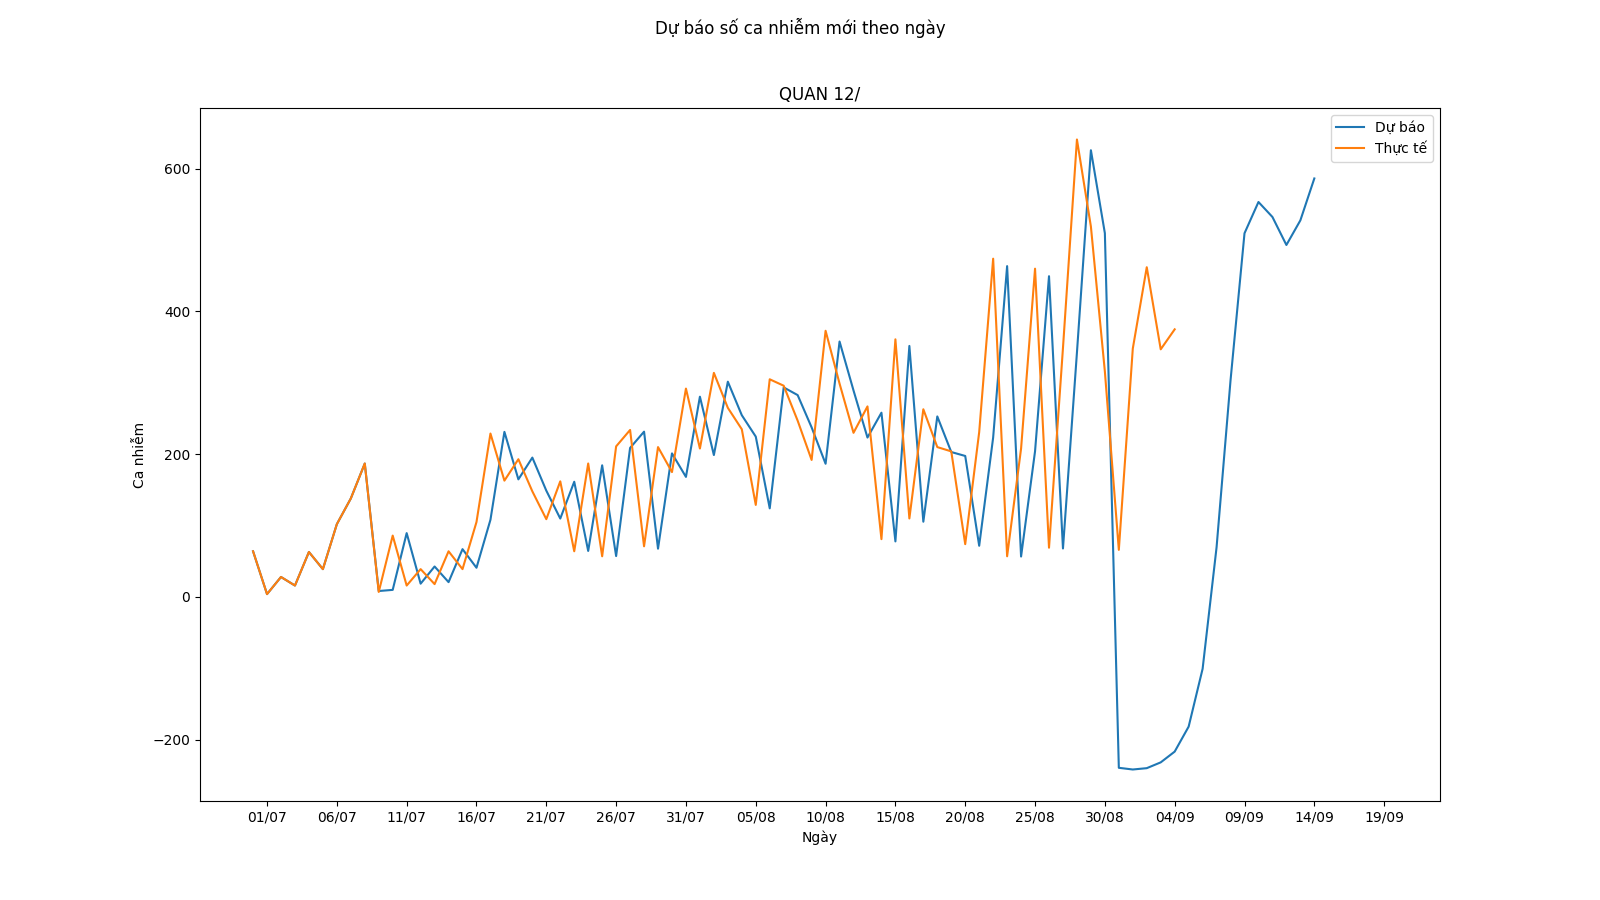 Dự báo số ca nhiễm mới theo ngày
QUAN 12/
Dự báo
Thực tế
600
400
200
0
−200
Ca nhiễm
01/07 06/07 11/07 16/07 21/07 26/07 31/07 05/08 10/08 15/08 20/08 25/08 30/08 04/09 09/09 14/09 19/09
Ngày